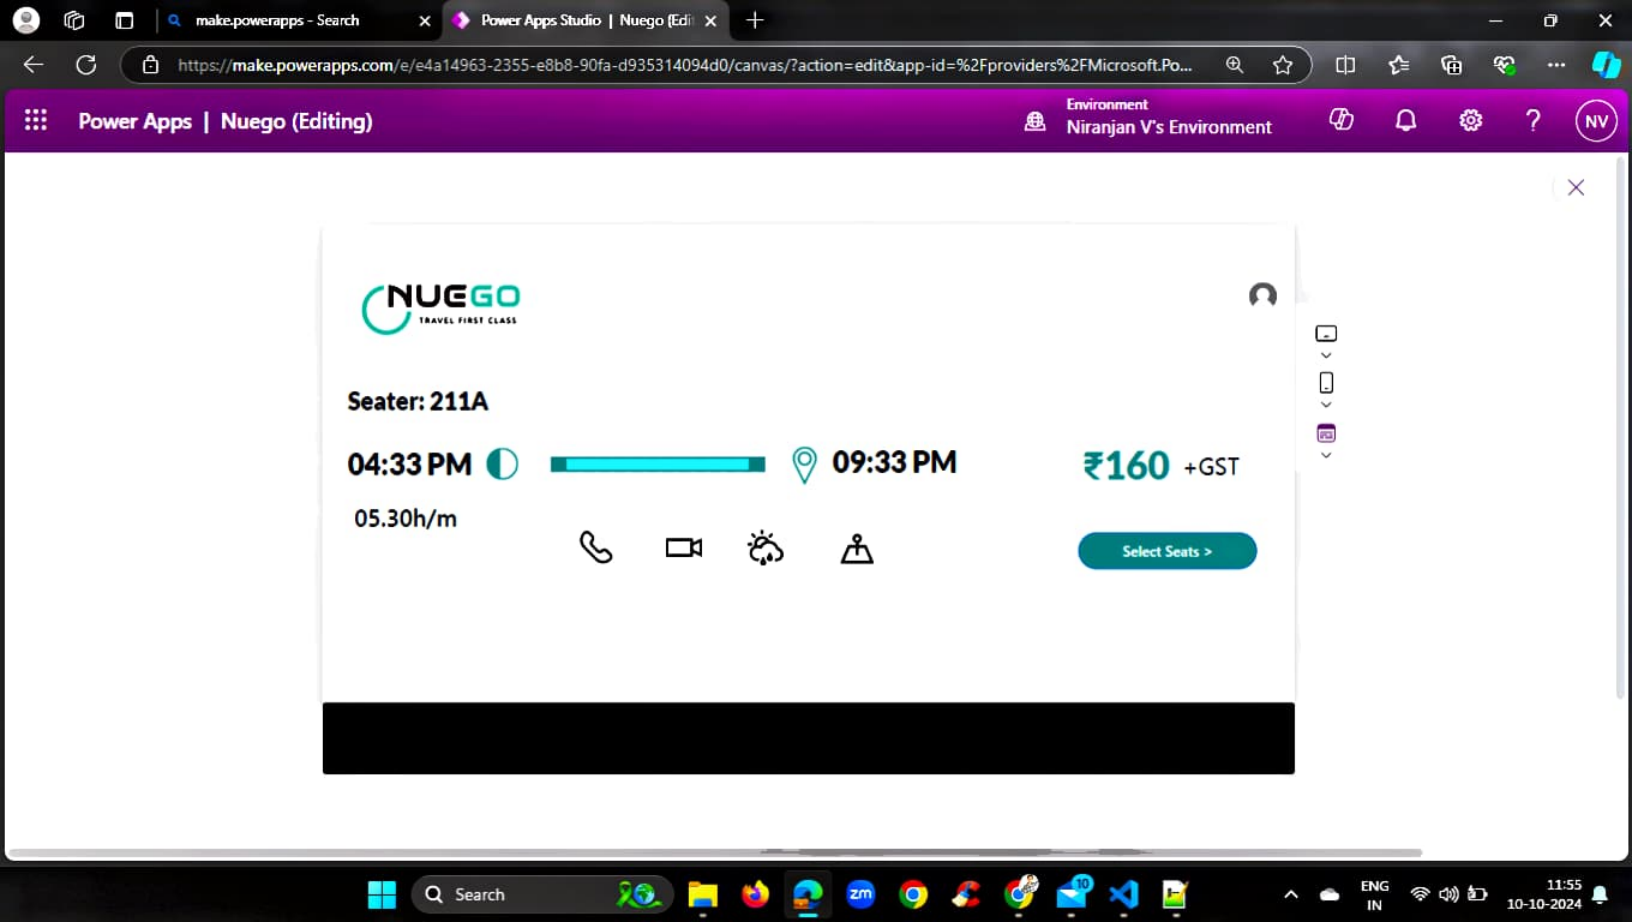 make.powerapps - Search
Power Apps Studio | Nuego (Edi
https://make.powerapps.com/e/e4a14963-2355-e8b8-90fa-d935314094d0/canvas/?action=edit&app-id=%2Fproviders%2FMicrosoft.Po...
Power Apps | Nuego (Editing)
Environment
Niranjan V's Environment
NV
NUEGO
TRAVEL FIRST CLASS
Seater: 211A
04:33 PM
09:33 PM
₹160 +GST
05.30h/m
Select Seats >
Search
zm
10
ENG
IN
11:55
10-10-2024